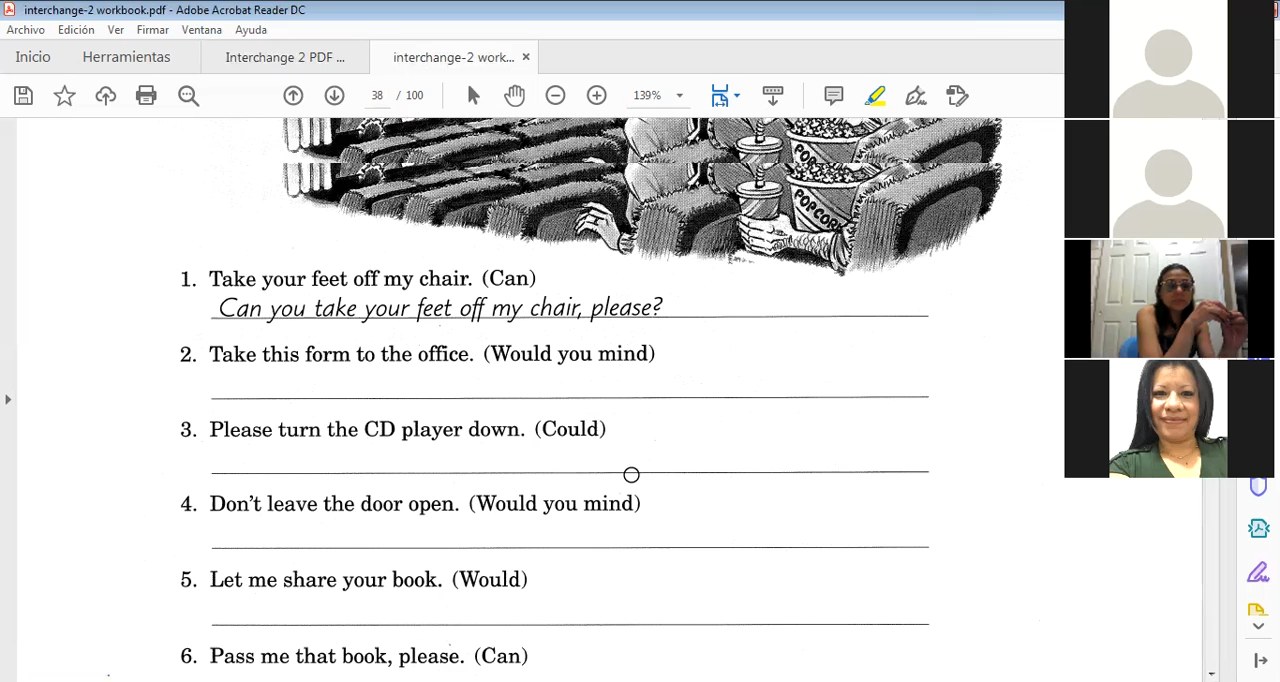 interchange-2 workbook.pdf - Adobe Acrobat Reader DC
Archivo Edición Ver Firmar Ventana Ayuda
Inicio Herramientas Interchange 2 PDF ... interchange-2 work... ×
38 / 100 139%
POPCORN
POPCORN
1. Take your feet off my chair. (Can)
Can you take your feet off my chair, please?
2. Take this form to the office. (Would you mind)
3. Please turn the CD player down. (Could)
4. Don't leave the door open. (Would you mind)
5. Let me share your book. (Would)
6. Pass me that book, please. (Can)